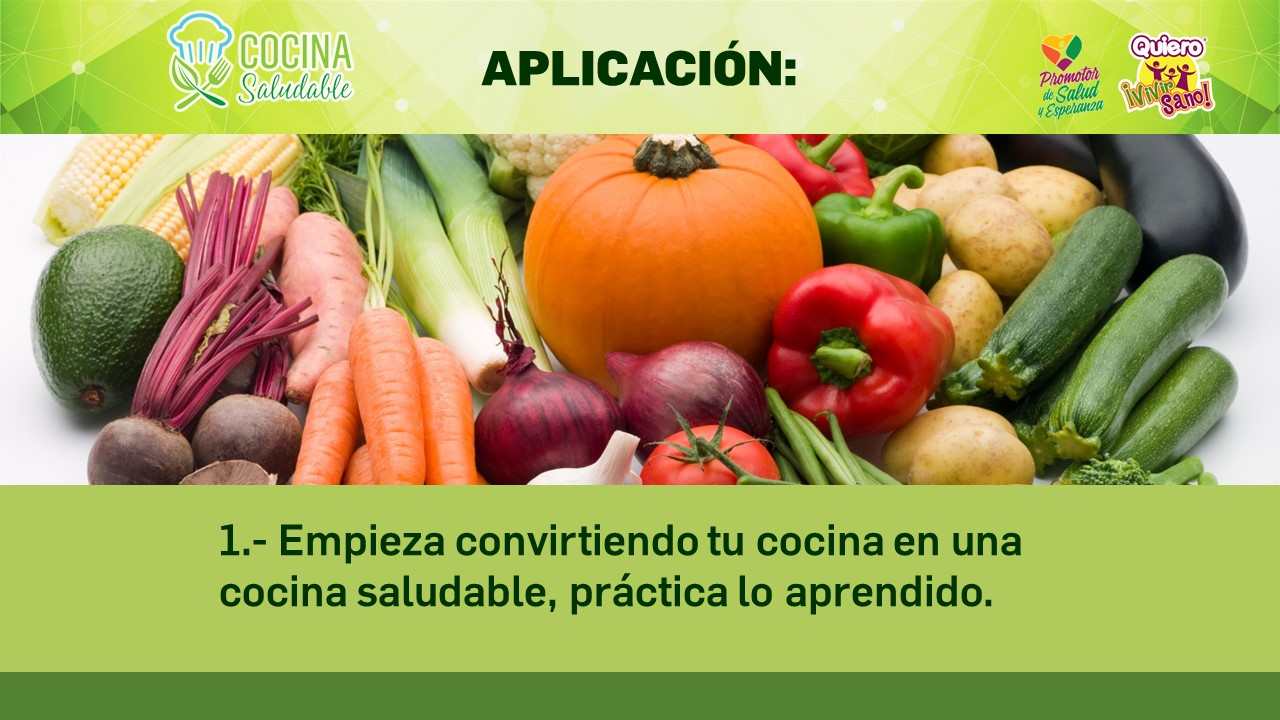 COCINA
Saludable
APLICACIÓN:
Promotor
de Salud
y Esperanza
Quiero
¡Vivir
Sano!
1.- Empieza convirtiendo tu cocina en una
cocina saludable, práctica lo aprendido.